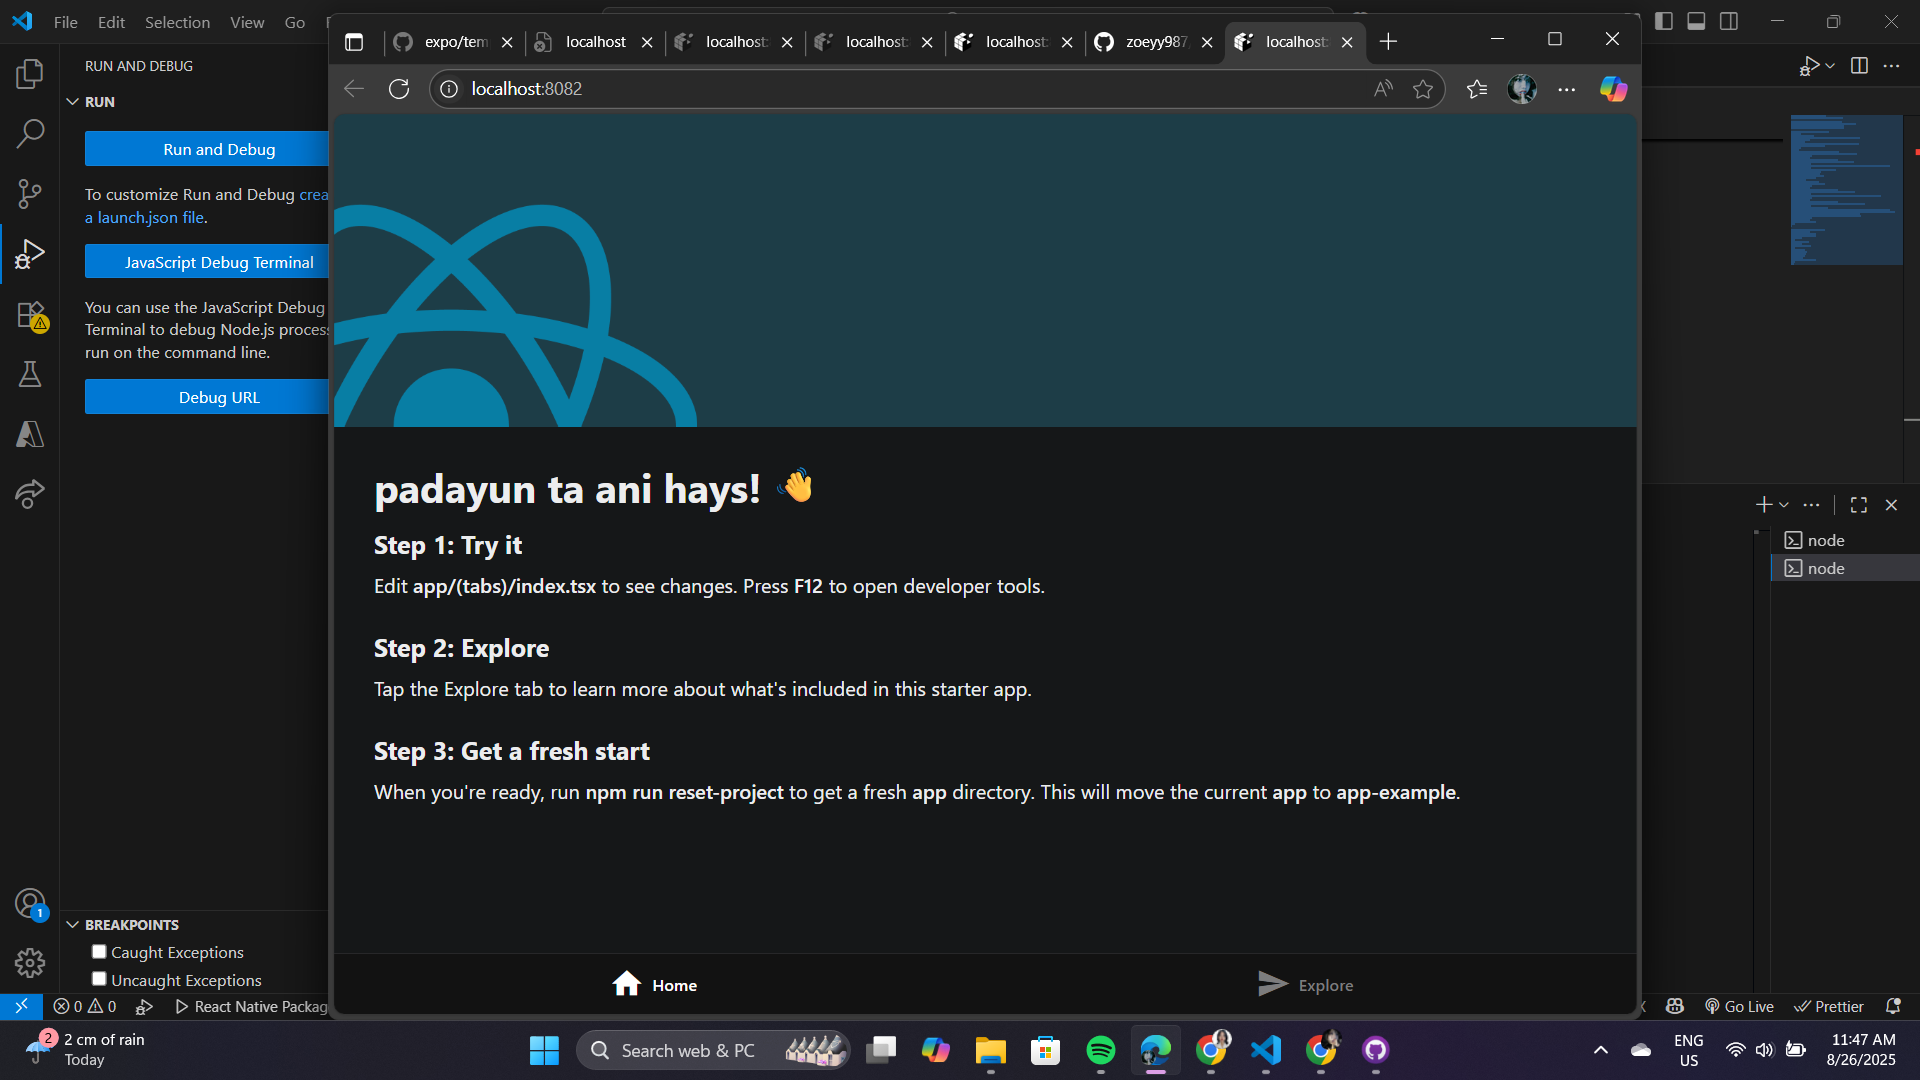 File Edit Selection View Go
expo/tem
localhost
localhost:
localhost:
localhost:
zoeyy987
localhost:
localhost:8082
RUN AND DEBUG
RUN
Run and Debug
To customize Run and Debug crea
a launch.json file.
JavaScript Debug Terminal
You can use the JavaScript Debug
Terminal to debug Node.js process
run on the command line.
Debug URL
padayun ta ani hays! 👋
Step 1: Try it
Edit app/(tabs)/index.tsx to see changes. Press F12 to open developer tools.
Step 2: Explore
Tap the Explore tab to learn more about what's included in this starter app.
Step 3: Get a fresh start
When you're ready, run npm run reset-project to get a fresh app directory. This will move the current app to app-example.
Home
Explore
node
node
BREAKPOINTS
Caught Exceptions
Uncaught Exceptions
0 0 React Native Packag
Go Live Prettier
1
2
2 cm of rain
Today
Search web & PC
ENG
US
11:47 AM
8/26/2025